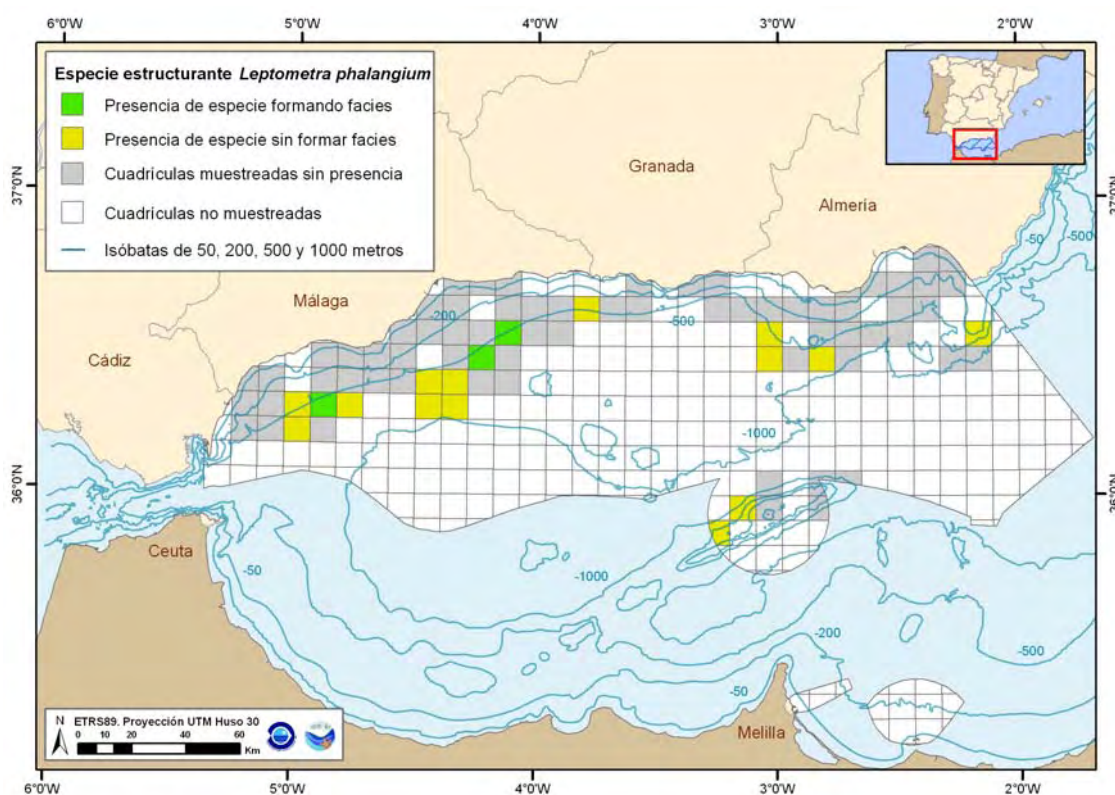 6°0'W 5°0'W 4°0'W 3°0'W 2°0'W
Especie estructurante Leptometra phalangium
Presencia de especie formando facies
Presencia de especie sin formar facies
Cuadrículas muestreadas sin presencia
Cuadrículas no muestreadas
Isóbatas de 50, 200, 500 y 1000 metros
37°0'N
37°0'N
Granada
Almería
Málaga
Cádiz
-50
-500
-200
-500
-1000
36°0'N
36°0'N
Ceuta
-50
-1000
-200
-500
-50
Melilla
N ETRS89. Proyección UTM Huso 30
0 10 20 40 60
Km
6°0'W 5°0'W 4°0'W 3°0'W 2°0'W